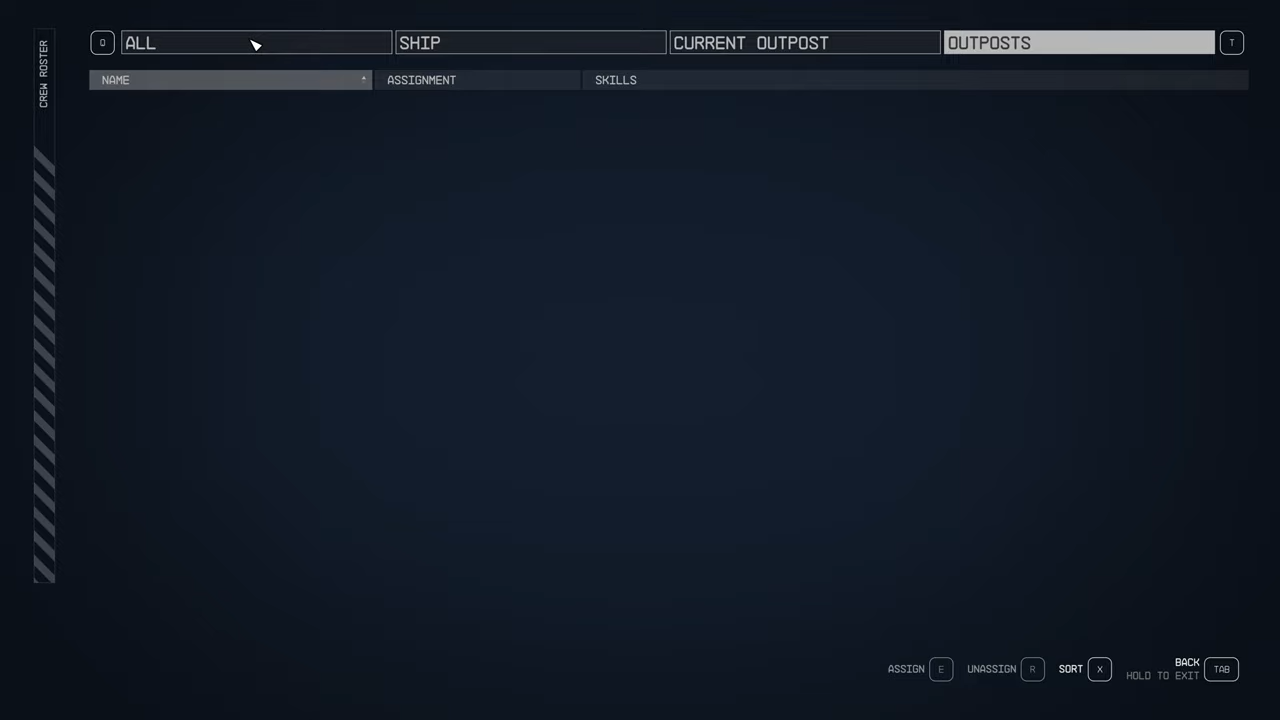 CREW ROSTER
Q ALL SHIP CURRENT OUTPOST OUTPOSTS T
NAME ASSIGNMENT SKILLS
ASSIGN E UNASSIGN R SORT X BACK TAB
HOLD TO EXIT